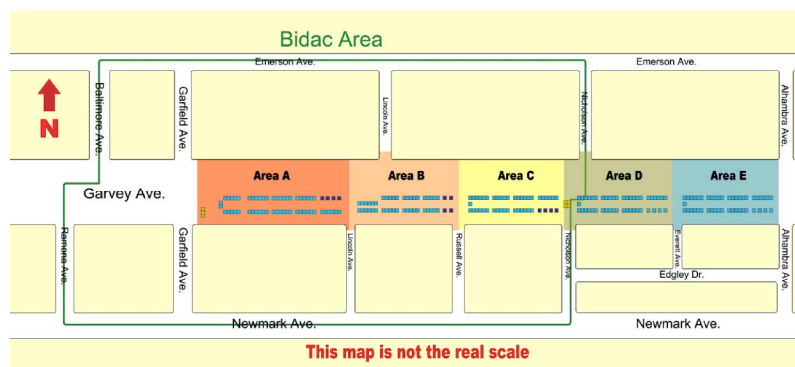 Bidac Area
Emerson Ave.
Emerson Ave.
N
Baltimore Ave.
Garfield Ave.
Lincoln Ave.
Nicholson Ave.
Alhambra Ave.
Area A
Area B
Area C
Area D
Area E
Garvey Ave.
Ramona Ave.
Garfield Ave.
Lincoln Ave.
Russell Ave.
Nicholson Ave.
Everett Ave.
Alhambra Ave.
Edgley Dr.
Newmark Ave.
Newmark Ave.
This map is not the real scale